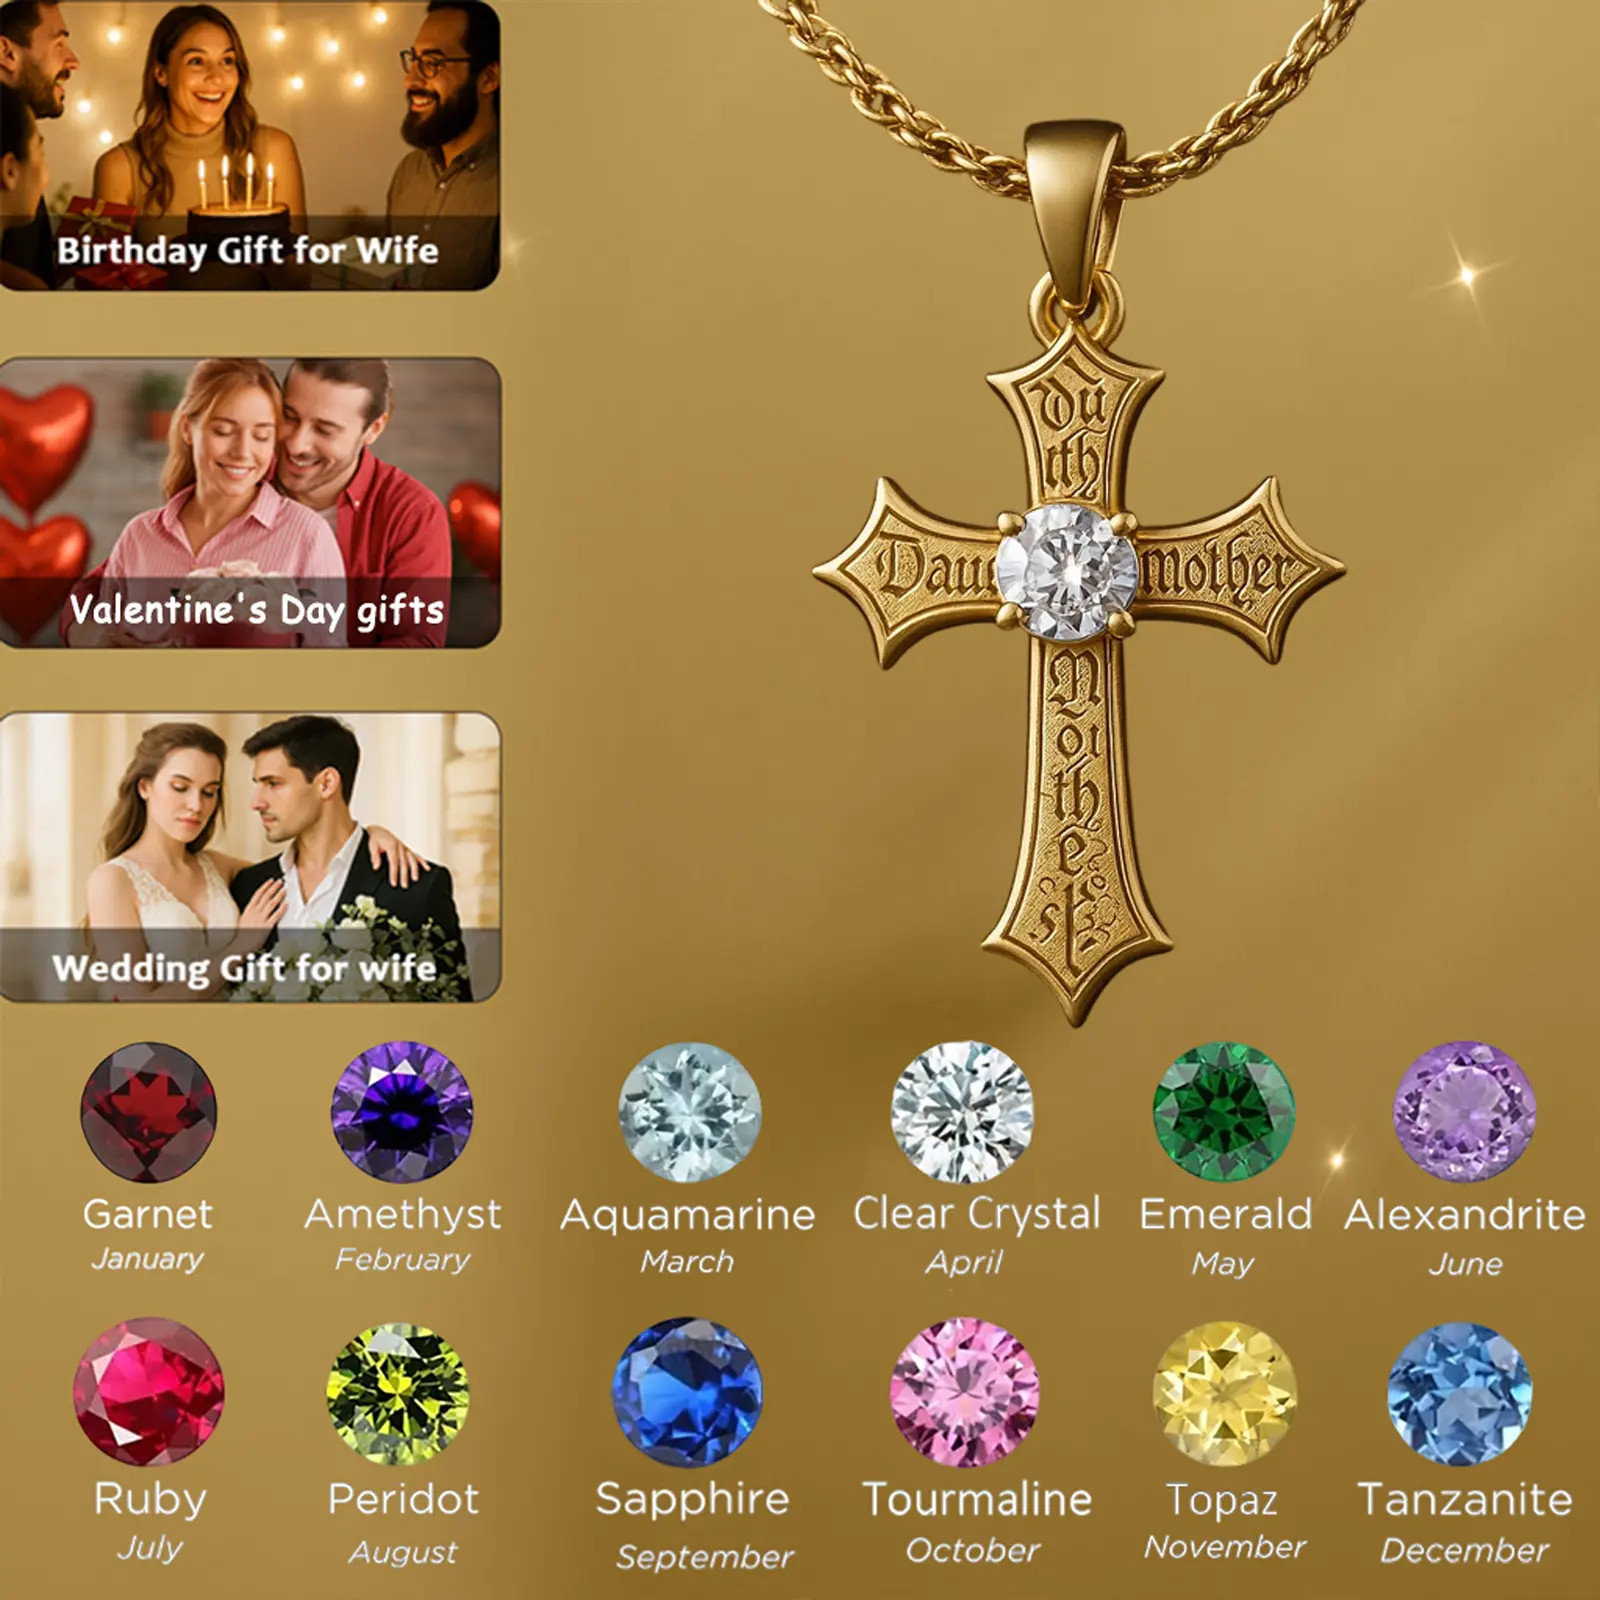 Birthday Gift for Wife
Valentine's Day gifts
Wedding Gift for wife
Mother
Garnet
January
Amethyst
February
Aquamarine
March
Clear Crystal
April
Emerald
May
Alexandrite
June
Ruby
July
Peridot
August
Sapphire
September
Tourmaline
October
Topaz
November
Tanzanite
December